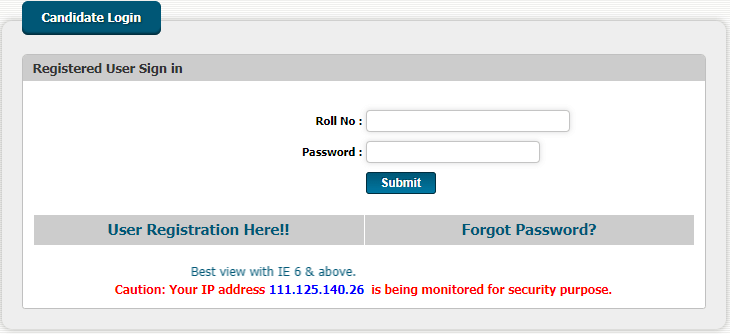 Candidate Login
Registered User Sign in
Roll No :
Password :
Submit
User Registration Here!! Forgot Password?
Best view with IE 6 & above.
Caution: Your IP address 111.125.140.26 is being monitored for security purpose.